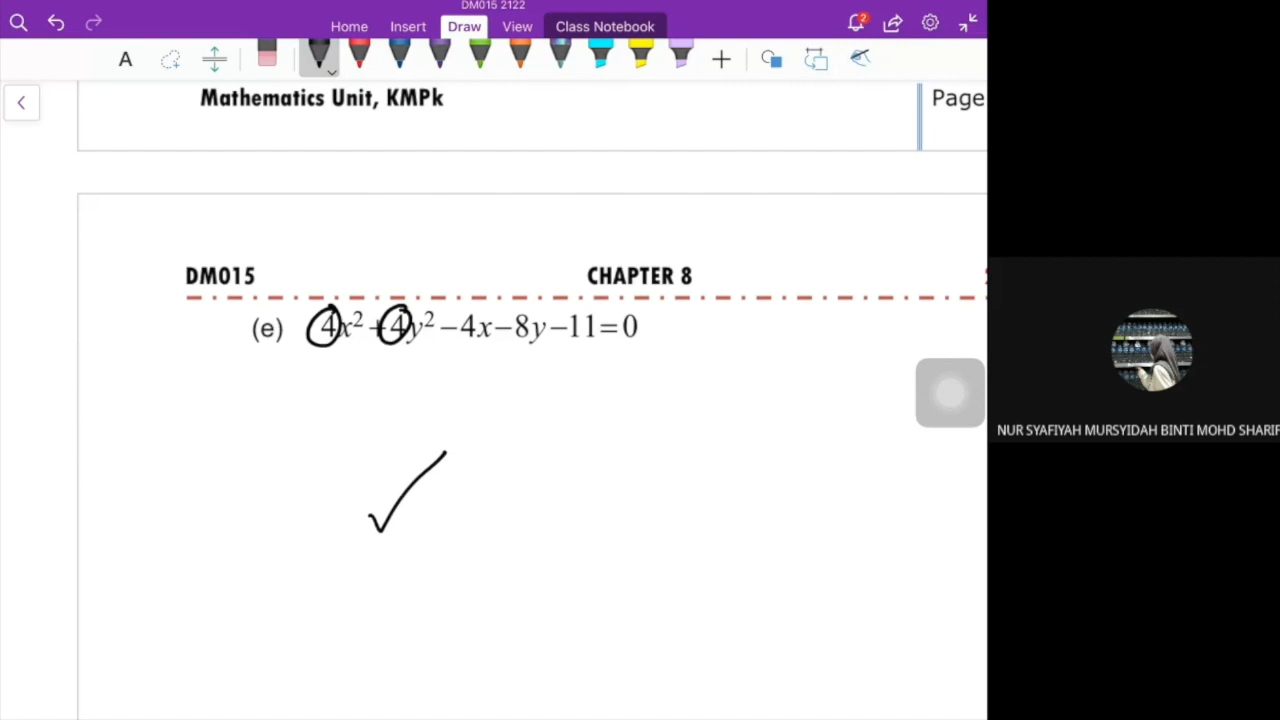 DM015 2122
Home Insert Draw View Class Notebook
2
A
Mathematics Unit, KMPk
Page
DM015 CHAPTER 8
(e) 4x² + 4y² − 4x − 8y − 11 = 0
NUR SYAFIYAH MURSYIDAH BINTI MOHD SHARIF